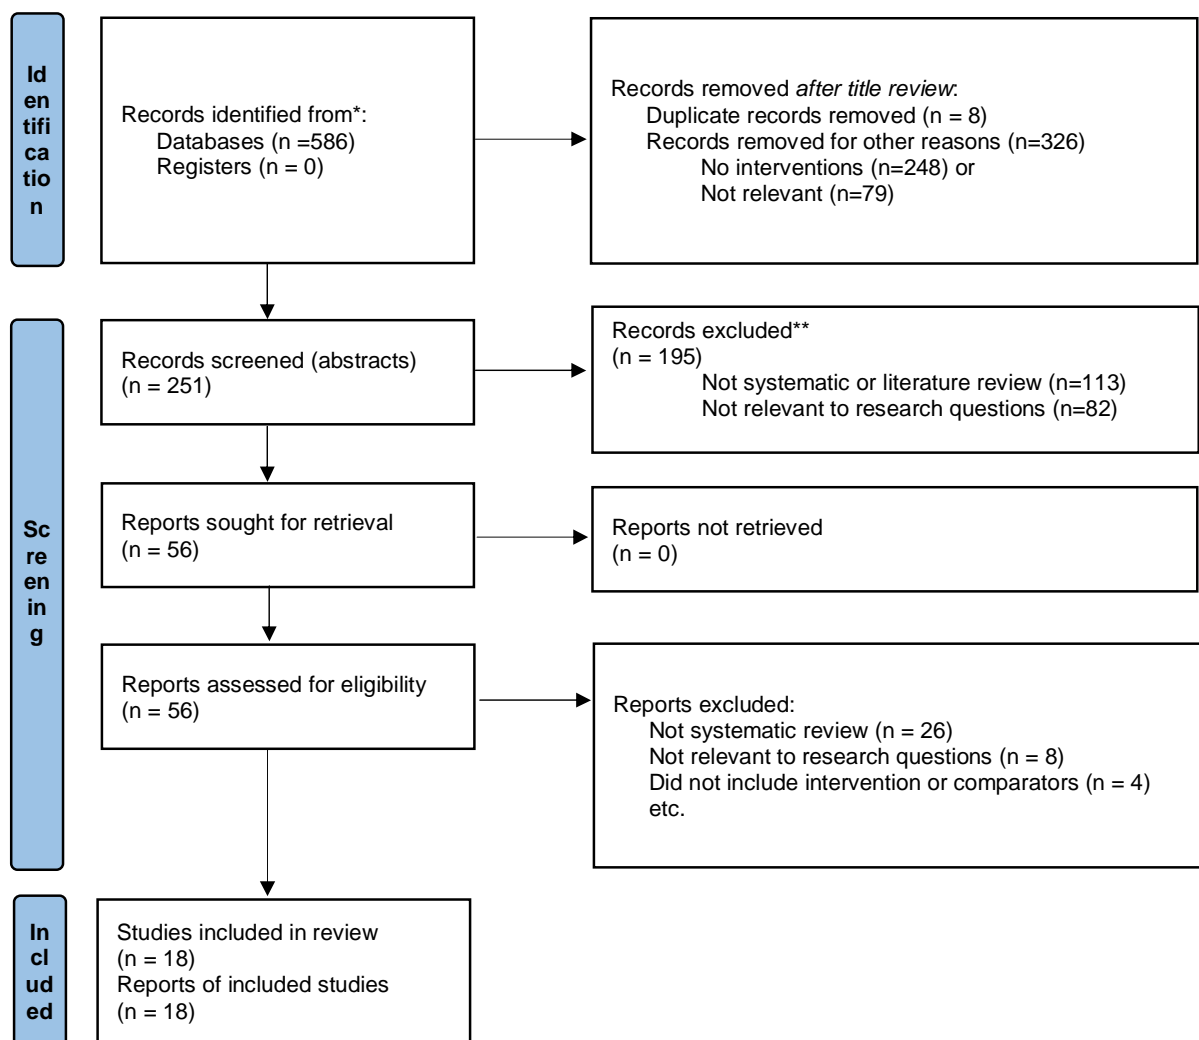 Id
en
tifi
ca
tio
n
Records identified from*:
Databases (n =586)
Registers (n = 0)
Records removed after title review:
Duplicate records removed (n = 8)
Records removed for other reasons (n=326)
No interventions (n=248) or
Not relevant (n=79)
Sc
re
en
in
g
Records screened (abstracts)
(n = 251)
Records excluded**
(n = 195)
Not systematic or literature review (n=113)
Not relevant to research questions (n=82)
Reports sought for retrieval
(n = 56)
Reports not retrieved
(n = 0)
Reports assessed for eligibility
(n = 56)
Reports excluded:
Not systematic review (n = 26)
Not relevant to research questions (n = 8)
Did not include intervention or comparators (n = 4)
etc.
In
cl
ud
ed
Studies included in review
(n = 18)
Reports of included studies
(n = 18)